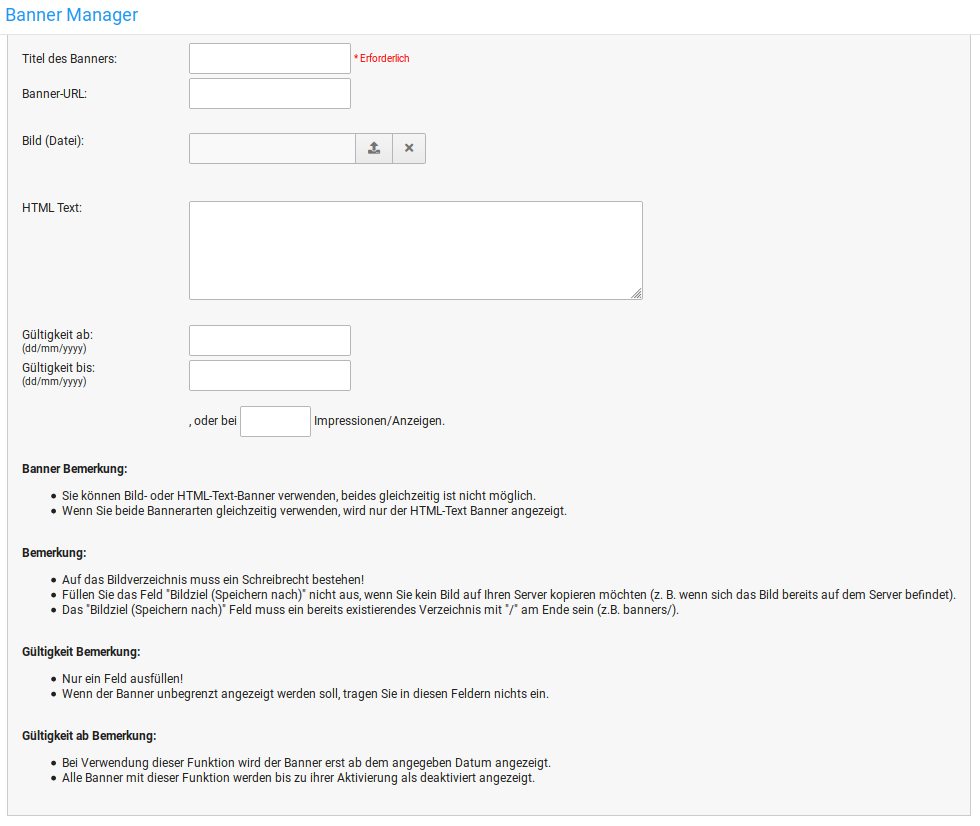 Banner Manager
Titel des Banners: * Erforderlich
Banner-URL:
Bild (Datei):
HTML Text:
Gültigkeit ab:
(dd/mm/yyyy)
Gültigkeit bis:
(dd/mm/yyyy)
, oder bei Impressionen/Anzeigen.
Banner Bemerkung:
• Sie können Bild- oder HTML-Text-Banner verwenden, beides gleichzeitig ist nicht möglich.
• Wenn Sie beide Bannerarten gleichzeitig verwenden, wird nur der HTML-Text Banner angezeigt.
Bemerkung:
• Auf das Bildverzeichnis muss ein Schreibrecht bestehen!
• Füllen Sie das Feld "Bildziel (Speichern nach)" nicht aus, wenn Sie kein Bild auf Ihren Server kopieren möchten (z. B. wenn sich das Bild bereits auf dem Server befindet).
• Das "Bildziel (Speichern nach)" Feld muss ein bereits existierendes Verzeichnis mit "/" am Ende sein (z.B. banners/).
Gültigkeit Bemerkung:
• Nur ein Feld ausfüllen!
• Wenn der Banner unbegrenzt angezeigt werden soll, tragen Sie in diesen Feldern nichts ein.
Gültigkeit ab Bemerkung:
• Bei Verwendung dieser Funktion wird der Banner erst ab dem angegeben Datum angezeigt.
• Alle Banner mit dieser Funktion werden bis zu ihrer Aktivierung als deaktiviert angezeigt.